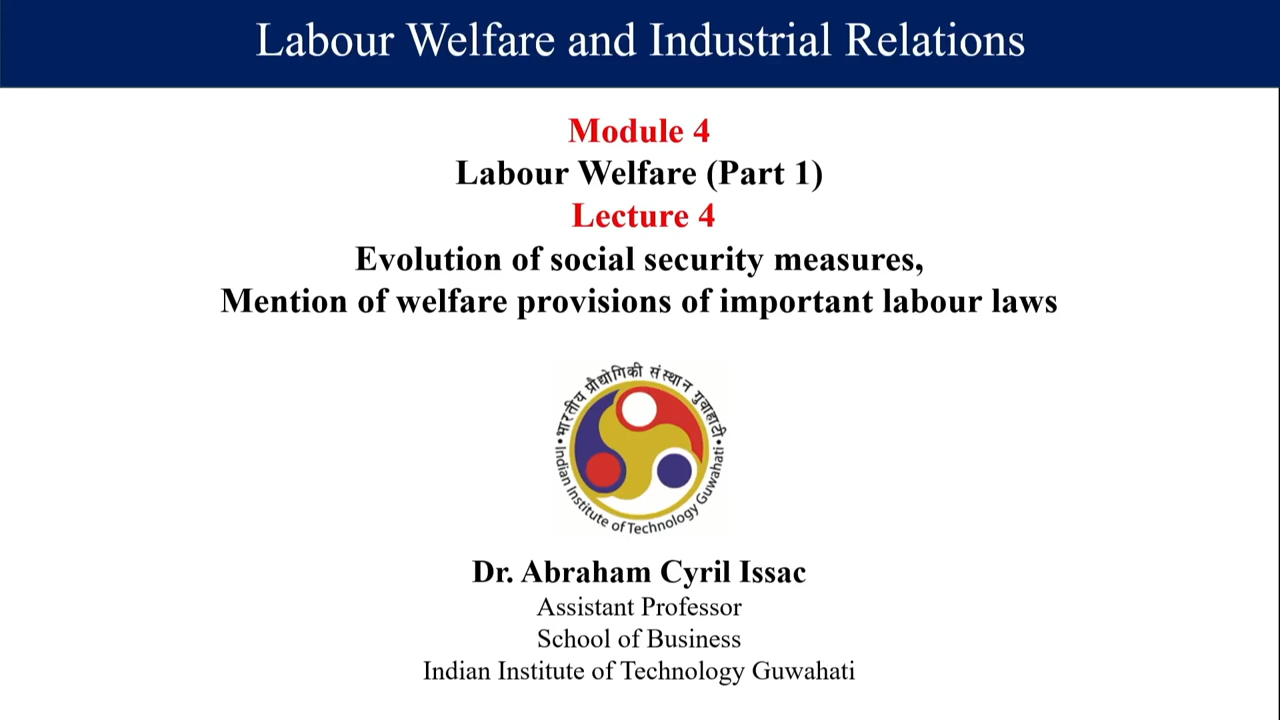 Labour Welfare and Industrial Relations
Module 4
Labour Welfare (Part 1)
Lecture 4
Evolution of social security measures,
Mention of welfare provisions of important labour laws
भारतीय प्रौद्योगिकी संस्थान गुवाहाटी
Indian Institute of Technology Guwahati
Dr. Abraham Cyril Issac
Assistant Professor
School of Business
Indian Institute of Technology Guwahati